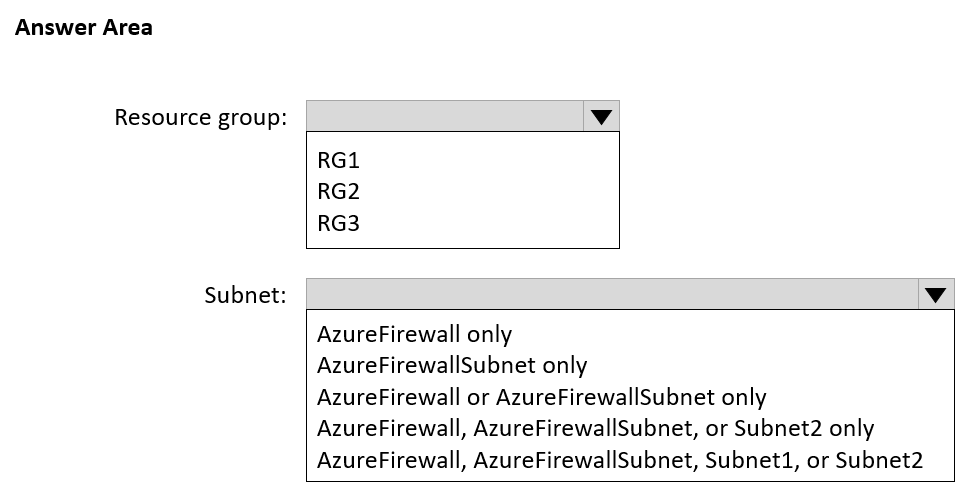 Answer Area
Resource group:
RG1
RG2
RG3
Subnet:
AzureFirewall only
AzureFirewallSubnet only
AzureFirewall or AzureFirewallSubnet only
AzureFirewall, AzureFirewallSubnet, or Subnet2 only
AzureFirewall, AzureFirewallSubnet, Subnet1, or Subnet2